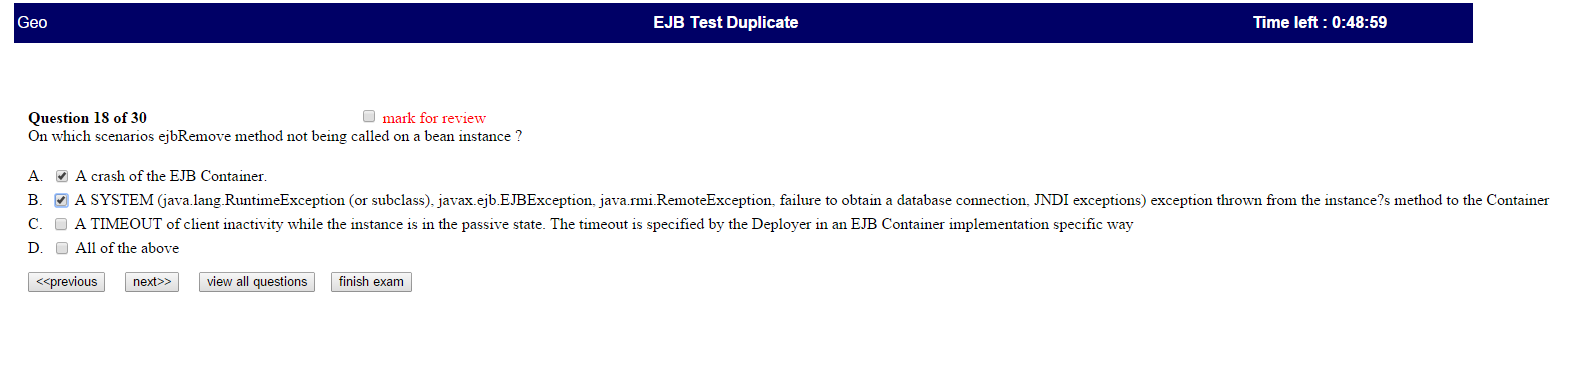 Geo EJB Test Duplicate Time left : 0:48:59
Question 18 of 30 mark for review
On which scenarios ejbRemove method not being called on a bean instance ?
A. A crash of the EJB Container.
B. A SYSTEM (java.lang.RuntimeException (or subclass), javax.ejb.EJBException, java.rmi.RemoteException, failure to obtain a database connection, JNDI exceptions) exception thrown from the instance?s method to the Container
C. A TIMEOUT of client inactivity while the instance is in the passive state. The timeout is specified by the Deployer in an EJB Container implementation specific way
D. All of the above
<<previous next>> view all questions finish exam